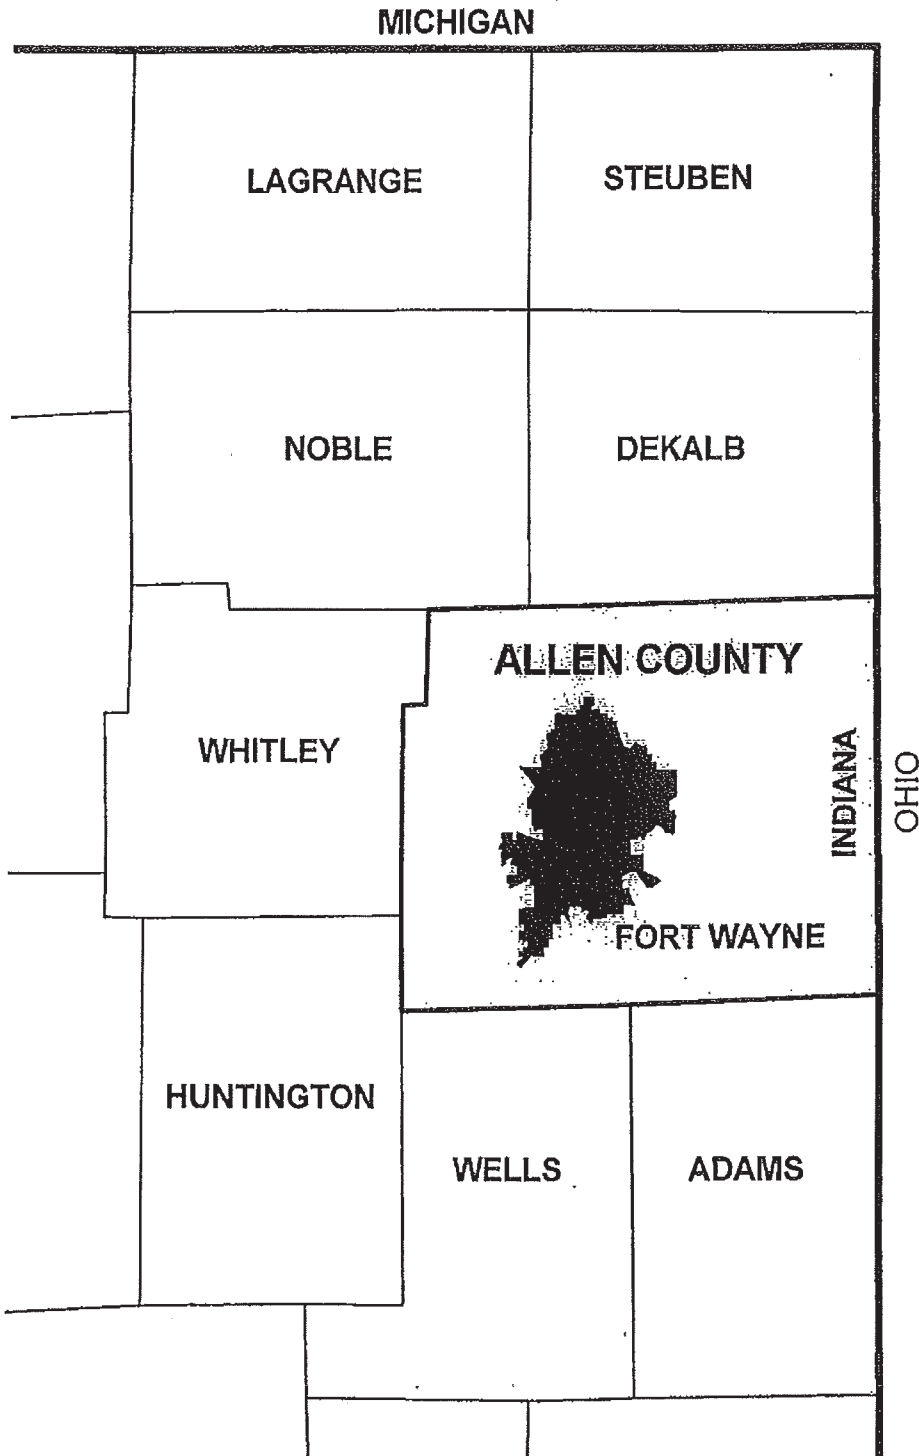 MICHIGAN
LAGRANGE
STEUBEN
NOBLE
DEKALB
ALLEN COUNTY
WHITLEY
INDIANA
OHIO
FORT WAYNE
HUNTINGTON
WELLS
ADAMS